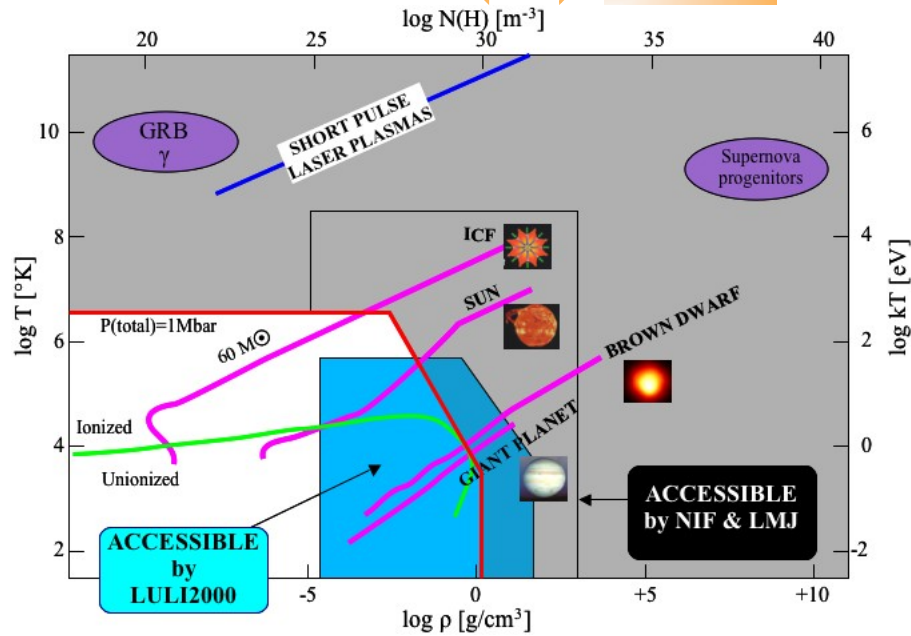 log N(H) [m-3]
20 25 30 35 40
log T [°K]
10
8
6
4
2
log kT [eV]
6
4
2
0
-2
GRB
γ
SHORT PULSE
LASER PLASMAS
Supernova
progenitors
ICF
SUN
BROWN DWARF
P(total)=1Mbar
60 M☉
Ionized
Unionized
GIANT PLANET
ACCESSIBLE
by NIF & LMJ
ACCESSIBLE
by
LULI2000
-5 0 +5 +10
log ρ [g/cm3]